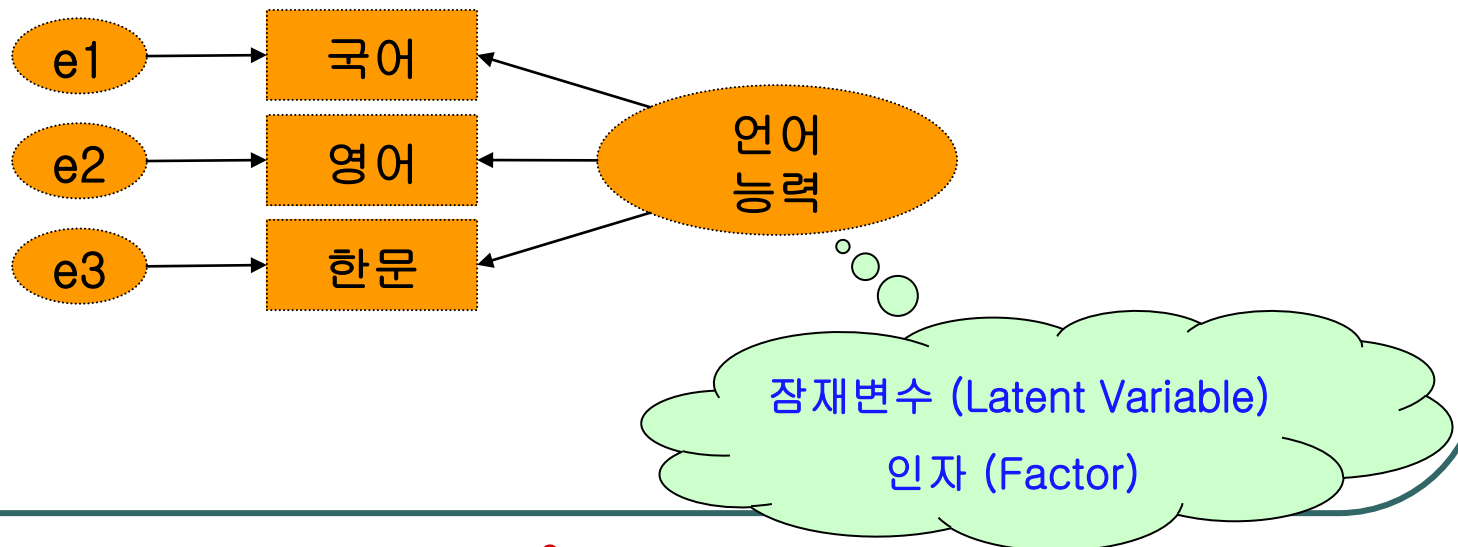 e1
국어
e2
영어
언어
능력
e3
한문
잠재변수 (Latent Variable)
인자 (Factor)